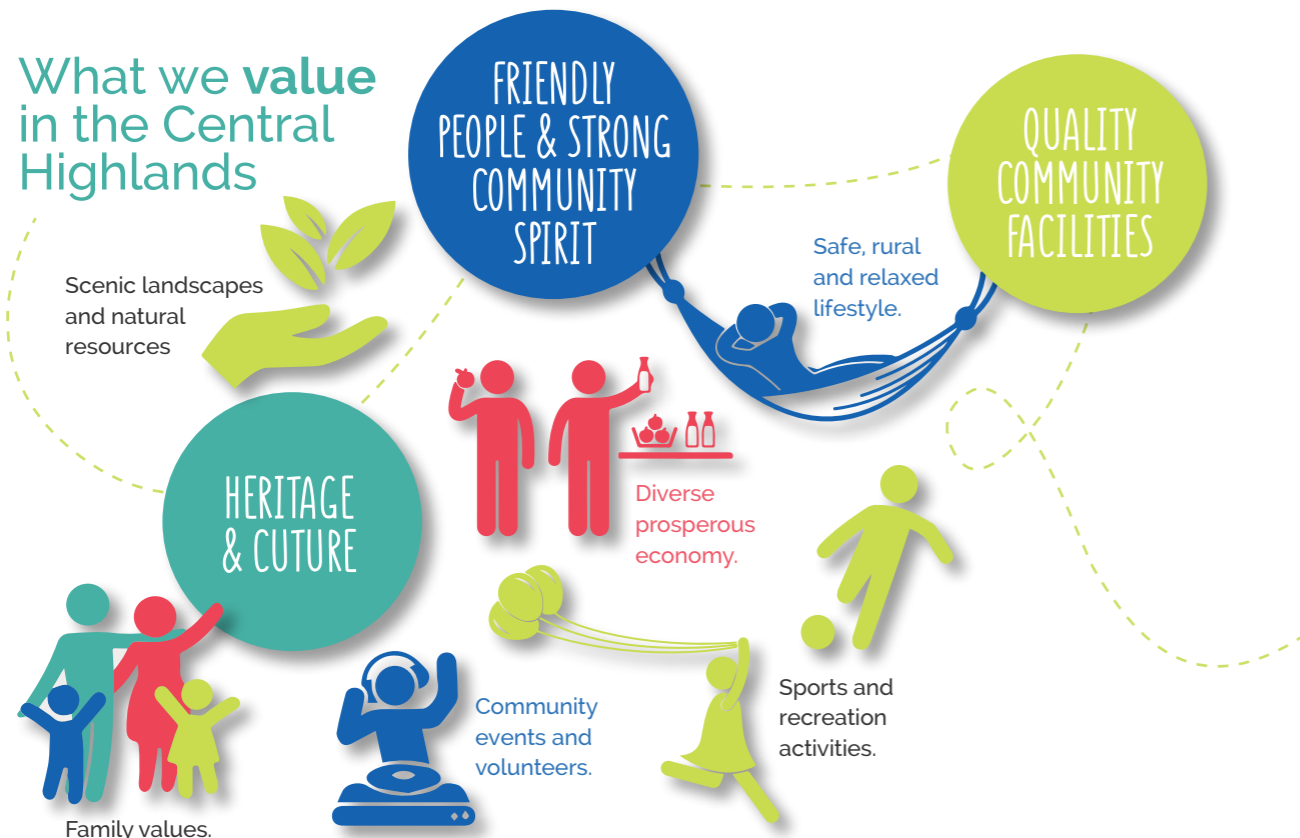 What we value
in the Central
Highlands
FRIENDLY
PEOPLE & STRONG
COMMUNITY
SPIRIT
QUALITY
COMMUNITY
FACILITIES
Safe, rural
and relaxed
lifestyle.
Scenic landscapes
and natural
resources
HERITAGE
& CUTURE
Diverse
prosperous
economy.
Community
events and
volunteers.
Sports and
recreation
activities.
Family values.